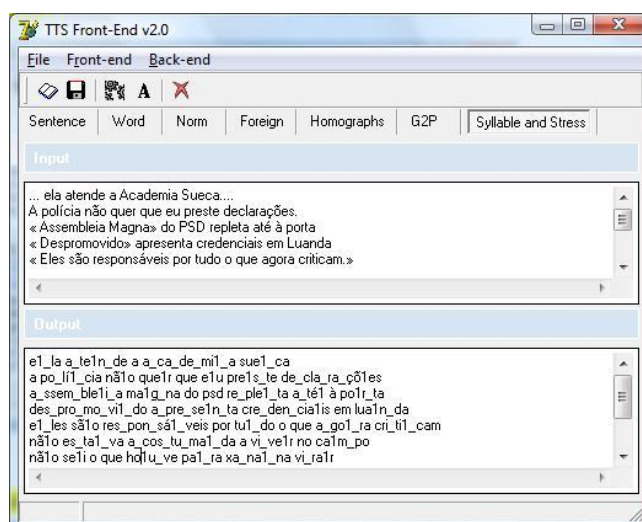 TTS Front-End v2.0
File Front-end Back-end
A
Sentence Word Norm Foreign Homographs G2P Syllable and Stress
Input
... ela atende a Academia Sueca....
A polícia não quer que eu preste declarações.
« Assembleia Magna» do PSD repleta até à porta
« Despromovido» apresenta credenciais em Luanda
« Eles são responsáveis por tudo o que agora criticam.»
Output
e1_la a_te1n_de a a_ca_de_mi1_a sue1_ca
a po_lí1_cia nã1o que1r que e1u pre1s_te de_cla_ra_çõ1es
a_ssem_ble1i_a ma1g_na do psd re_ple1_ta a_té1 à po1r_ta
des_pro_mo_vi1_do a_pre_se1n_ta cre_den_cia1is em lua1n_da
e1_les sã1o res_pon_sá1_veis por tu1_do o que a_go1_ra cri_ti1_cam
nã1o es_ta1_va a_cos_tu_ma1_da a vi_ve1r no ca1m_po
nã1o se1i o que ho1u_ve pa1_ra xa_na1_na vi_ra1r